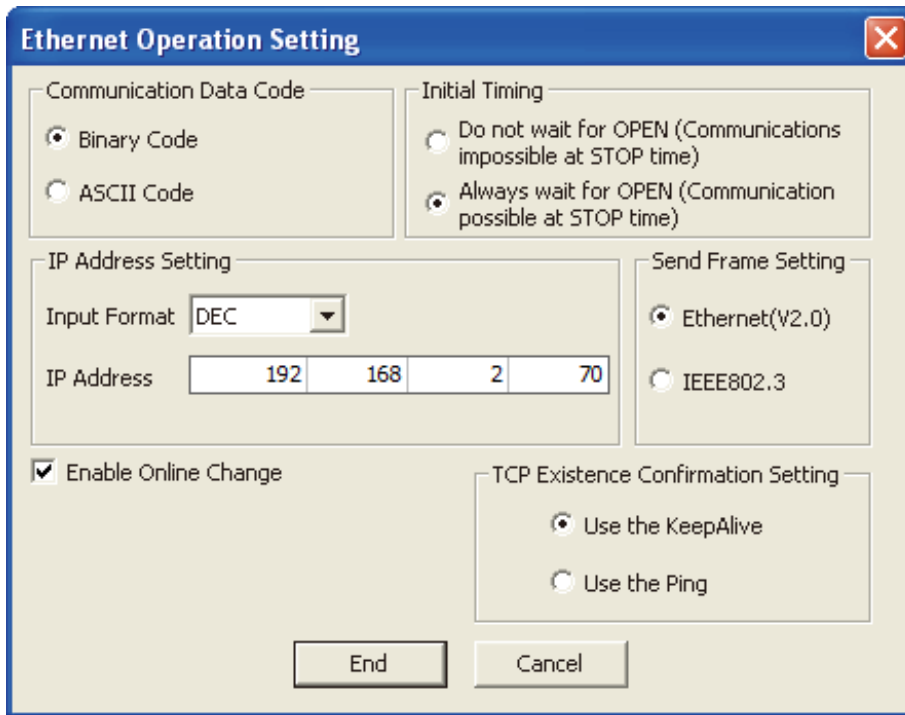 Ethernet Operation Setting
Communication Data Code
Binary Code
ASCII Code
Initial Timing
Do not wait for OPEN (Communications
impossible at STOP time)
Always wait for OPEN (Communication
possible at STOP time)
IP Address Setting
Input Format DEC
IP Address 192 168 2 70
Send Frame Setting
Ethernet(V2.0)
IEEE802.3
Enable Online Change
TCP Existence Confirmation Setting
Use the KeepAlive
Use the Ping
End Cancel